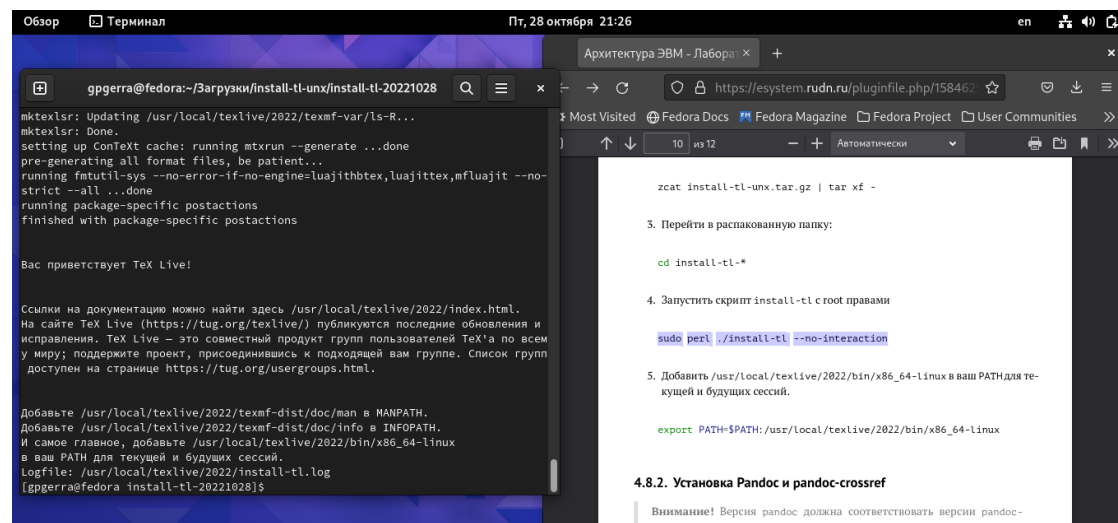 Обзор Терминал Пт, 28 октября 21:26 en
gpgerra@fedora:~/Загрузки/install-tl-unx/install-tl-20221028
mktexlsr: Updating /usr/local/texlive/2022/texmf-var/ls-R...
mktexlsr: Done.
setting up ConTeXt cache: running mtxrun --generate ...done
pre-generating all format files, be patient...
running fmtutil-sys --no-error-if-no-engine=luajithbtex,luajittex,mfluajit --no-
strict --all ...done
running package-specific postactions
finished with package-specific postactions
Вас приветствует TeX Live!
Ссылки на документацию можно найти здесь /usr/local/texlive/2022/index.html.
На сайте TeX Live (https://tug.org/texlive/) публикуются последние обновления и
исправления. TeX Live — это совместный продукт групп пользователей TeX'а по всем
у миру; поддержите проект, присоединившись к подходящей вам группе. Список групп
доступен на странице https://tug.org/usergroups.html.
Добавьте /usr/local/texlive/2022/texmf-dist/doc/man в MANPATH.
Добавьте /usr/local/texlive/2022/texmf-dist/doc/info в INFOPATH.
И самое главное, добавьте /usr/local/texlive/2022/bin/x86_64-linux
в ваш PATH для текущей и будущих сессий.
Logfile: /usr/local/texlive/2022/install-tl.log
[gpgerra@fedora install-tl-20221028]$
Архитектура ЭВМ - Лаборат
https://esystem.rudn.ru/pluginfile.php/158462
Most Visited Fedora Docs Fedora Magazine Fedora Project User Communities
10 из 12 Автоматически
zcat install-tl-unx.tar.gz | tar xf -
3. Перейти в распакованную папку:
cd install-tl-*
4. Запустить скрипт install-tl с root правами
sudo perl ./install-tl --no-interaction
5. Добавить /usr/local/texlive/2022/bin/x86_64-linux в ваш PATH для те-
кущей и будущих сессий.
export PATH=$PATH:/usr/local/texlive/2022/bin/x86_64-linux
4.8.2. Установка Pandoc и pandoc-crossref
Внимание! Версия pandoc должна соответствовать версии pandoc-